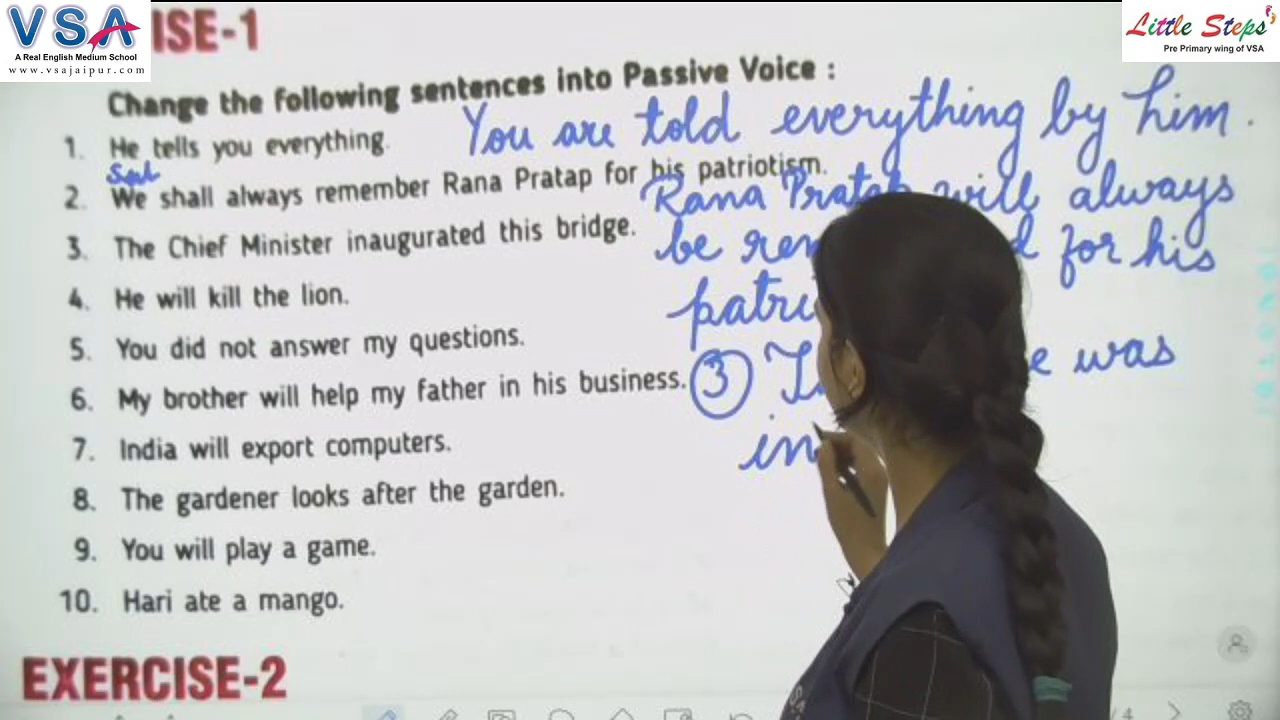 VSA
A Real English Medium School
www.vsajaipur.com
Little Steps
Pre Primary wing of VSA
ISE-1
Change the following sentences into Passive Voice :
1. He tells you everything. You are told everything by him.
Sub
2. We shall always remember Rana Pratap for his patriotism.
Rana Pratap will always
be for his
3. The Chief Minister inaugurated this bridge.
4. He will kill the lion.
5. You did not answer my questions.
3 was
6. My brother will help my father in his business.
7. India will export computers.
8. The gardener looks after the garden.
9. You will play a game.
10. Hari ate a mango.
EXERCISE-2